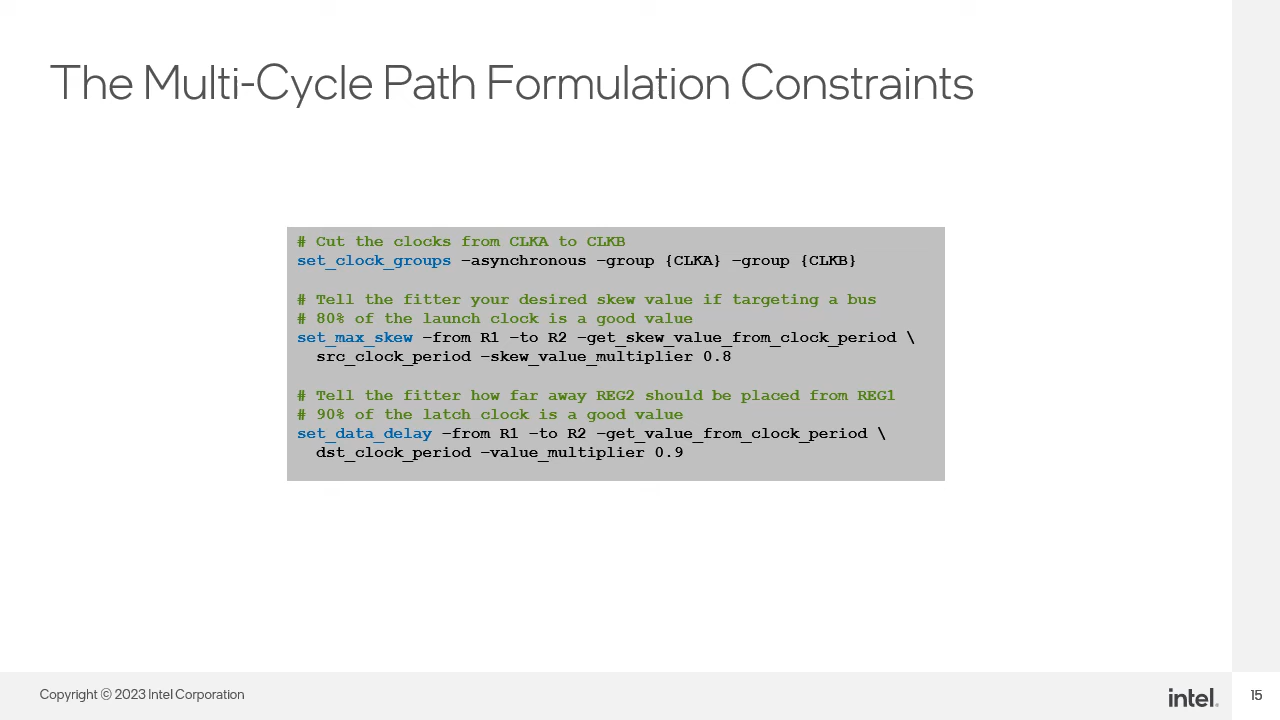 The Multi-Cycle Path Formulation Constraints
# Cut the clocks from CLKA to CLKB
set_clock_groups –asynchronous –group {CLKA} –group {CLKB}
# Tell the fitter your desired skew value if targeting a bus
# 80% of the launch clock is a good value
set_max_skew –from R1 –to R2 –get_skew_value_from_clock_period \
src_clock_period –skew_value_multiplier 0.8
# Tell the fitter how far away REG2 should be placed from REG1
# 90% of the latch clock is a good value
set_data_delay –from R1 –to R2 –get_value_from_clock_period \
dst_clock_period –value_multiplier 0.9
Copyright © 2023 Intel Corporation
intel.
15